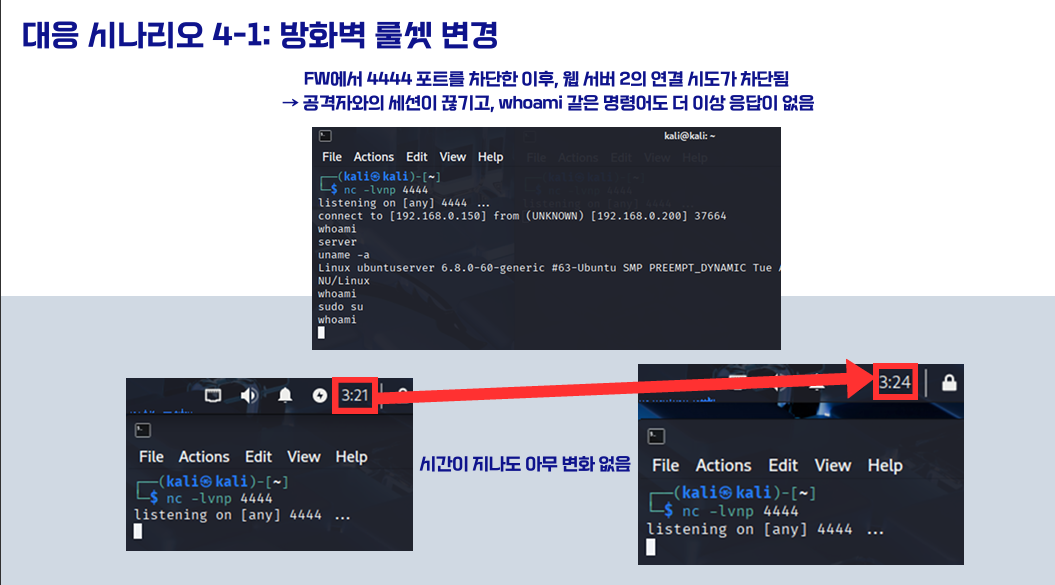 대응 시나리오 4-1: 방화벽 룰셋 변경
FW에서 4444 포트를 차단한 이후, 웹 서버 2의 연결 시도가 차단됨
→ 공격자와의 세션이 끊기고, whoami 같은 명령어도 더 이상 응답이 없음
kali@kali: ~
File Actions Edit View Help
┌──(kali㉿kali)-[~]
└─$ nc -lvnp 4444
listening on [any] 4444 ...
connect to [192.168.0.150] from (UNKNOWN) [192.168.0.200] 37664
whoami
server
uname -a
Linux ubuntuserver 6.8.0-60-generic #63-Ubuntu SMP PREEMPT_DYNAMIC Tue
NU/Linux
whoami
sudo su
whoami
3:21
File Actions Edit View Help
┌──(kali㉿kali)-[~]
└─$ nc -lvnp 4444
listening on [any] 4444 ...
시간이 지나도 아무 변화 없음
3:24
File Actions Edit View Help
┌──(kali㉿kali)-[~]
└─$ nc -lvnp 4444
listening on [any] 4444 ...